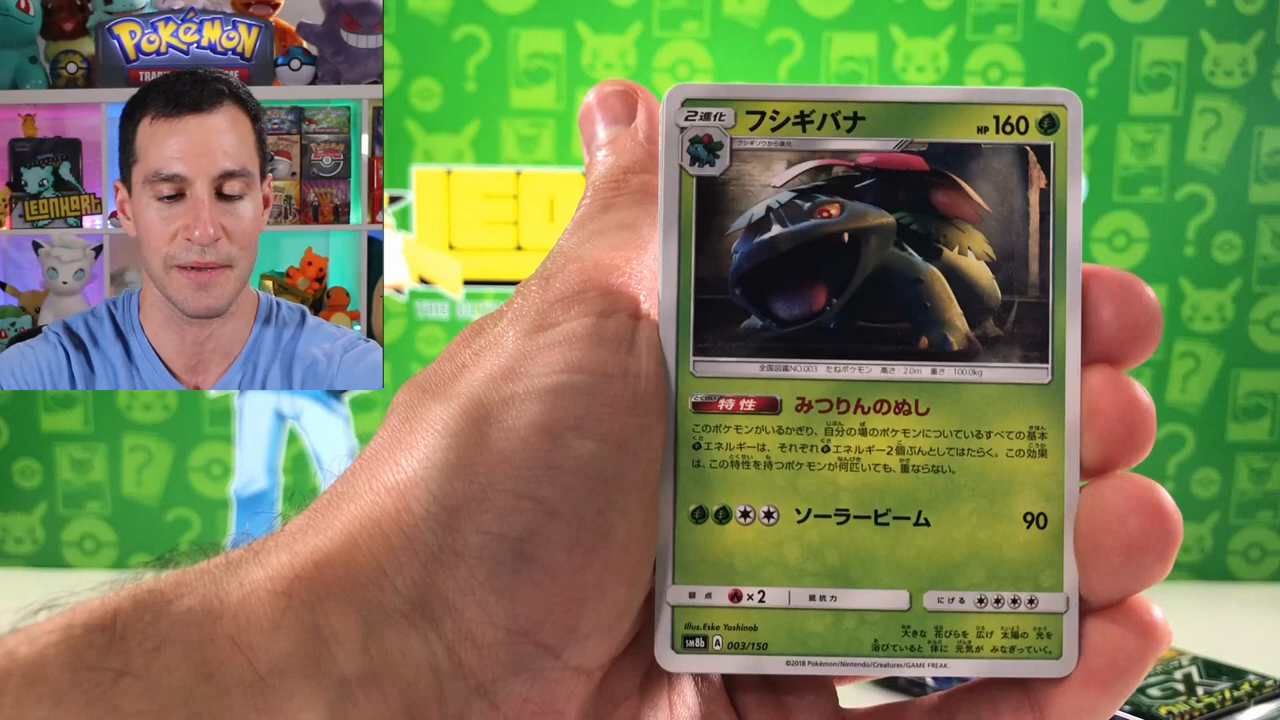 POKÉMON
LEONHART
2進化
フシギバナ
HP 160
フシギソウから進化
全国図鑑NO.003 たねポケモン 高さ:2.0m 重さ:100.0kg
特性
みつりんのぬし
このポケモンがいるかぎり、自分の場のポケモンについているすべての基本
エネルギーは、それぞれエネルギー2個ぶんとしてはたらく。この効果
は、この特性を持つポケモンが何匹いても、重ならない。
ソーラービーム 90
弱点 ×2 抵抗力 にげる
Illus.Eske Yoshinob
大きな 花びらを 広げ 太陽の 光を
浴びていると 体に 元気が みなぎっていく。
SM8b A 003/150
©2018 Pokémon/Nintendo/Creatures/GAME FREAK.
GX